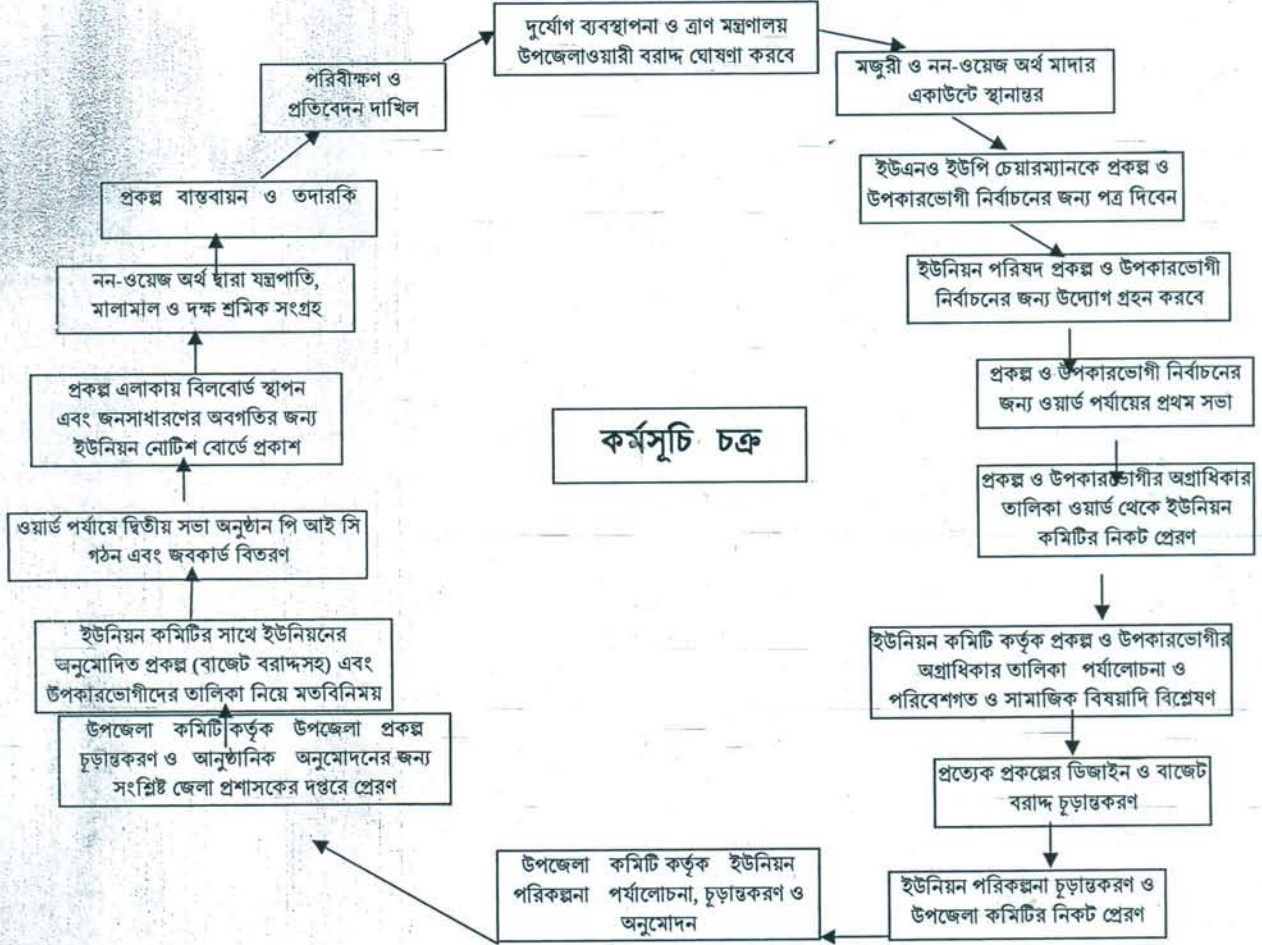 দুর্যোগ ব্যবস্থাপনা ও ত্রাণ মন্ত্রণালয়
উপজেলাওয়ারী বরাদ্দ ঘোষণা করবে
মজুরী ও নন-ওয়েজ অর্থ মাদার
একাউন্টে স্থানান্তর
ইউএনও ইউপি চেয়ারম্যানকে প্রকল্প ও
উপকারভোগী নির্বাচনের জন্য পত্র দিবেন
ইউনিয়ন পরিষদ প্রকল্প ও উপকারভোগী
নির্বাচনের জন্য উদ্যোগ গ্রহন করবে
প্রকল্প ও উপকারভোগী নির্বাচনের
জন্য ওয়ার্ড পর্যায়ের প্রথম সভা
প্রকল্প ও উপকারভোগীর অগ্রাধিকার
তালিকা ওয়ার্ড থেকে ইউনিয়ন
কমিটির নিকট প্রেরণ
ইউনিয়ন কমিটি কর্তৃক প্রকল্প ও উপকারভোগীর
অগ্রাধিকার তালিকা পর্যালোচনা ও
পরিবেশগত ও সামাজিক বিষয়াদি বিশ্লেষণ
প্রত্যেক প্রকল্পের ডিজাইন ও বাজেট
বরাদ্দ চূড়ান্তকরণ
ইউনিয়ন পরিকল্পনা চূড়ান্তকরণ ও
উপজেলা কমিটির নিকট প্রেরণ
উপজেলা কমিটি কর্তৃক ইউনিয়ন
পরিকল্পনা পর্যালোচনা, চূড়ান্তকরণ ও
অনুমোদন
উপজেলা কমিটি কর্তৃক উপজেলা প্রকল্প
চূড়ান্তকরণ ও আনুষ্ঠানিক অনুমোদনের জন্য
সংশ্লিষ্ট জেলা প্রশাসকের দপ্তরে প্রেরণ
ইউনিয়ন কমিটির সাথে ইউনিয়নের
অনুমোদিত প্রকল্প (বাজেট বরাদ্দসহ) এবং
উপকারভোগীদের তালিকা নিয়ে মতবিনিময়
ওয়ার্ড পর্যায়ে দ্বিতীয় সভা অনুষ্ঠান পি আই সি
গঠন এবং জবকার্ড বিতরণ
প্রকল্প এলাকায় বিলবোর্ড স্থাপন
এবং জনসাধারণের অবগতির জন্য
ইউনিয়ন নোটিশ বোর্ডে প্রকাশ
নন-ওয়েজ অর্থ দ্বারা যন্ত্রপাতি,
মালামাল ও দক্ষ শ্রমিক সংগ্রহ
প্রকল্প বাস্তবায়ন ও তদারকি
পরিবীক্ষণ ও
প্রতিবেদন দাখিল
কর্মসূচি চক্র